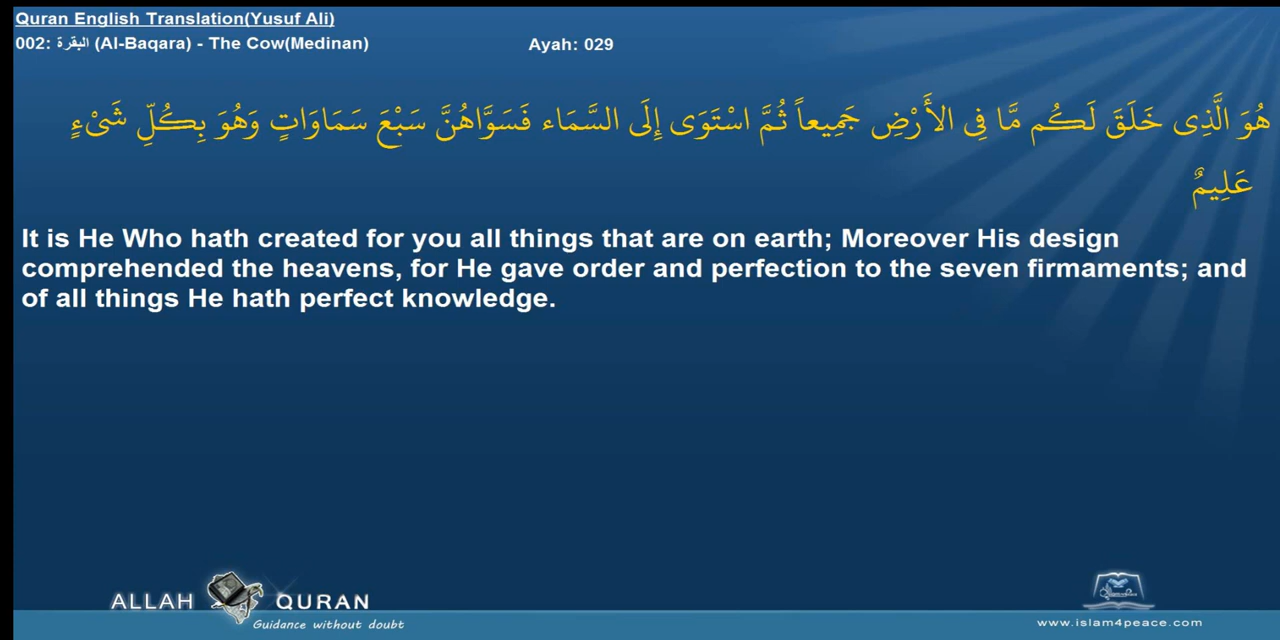 Quran English Translation(Yusuf Ali)
002: البقرة (Al-Baqara) - The Cow(Medinan)
Ayah: 029
هُوَ الَّذِى خَلَقَ لَكُم مَّا فِى الأَرْضِ جَمِيعاً ثُمَّ اسْتَوَى إِلَى السَّمَاء فَسَوَّاهُنَّ سَبْعَ سَمَاوَاتٍ وَهُوَ بِكُلِّ شَىْءٍ
عَلِيمٌ
It is He Who hath created for you all things that are on earth; Moreover His design
comprehended the heavens, for He gave order and perfection to the seven firmaments; and
of all things He hath perfect knowledge.
ALLAH QURAN
Guidance without doubt
www.islam4peace.com